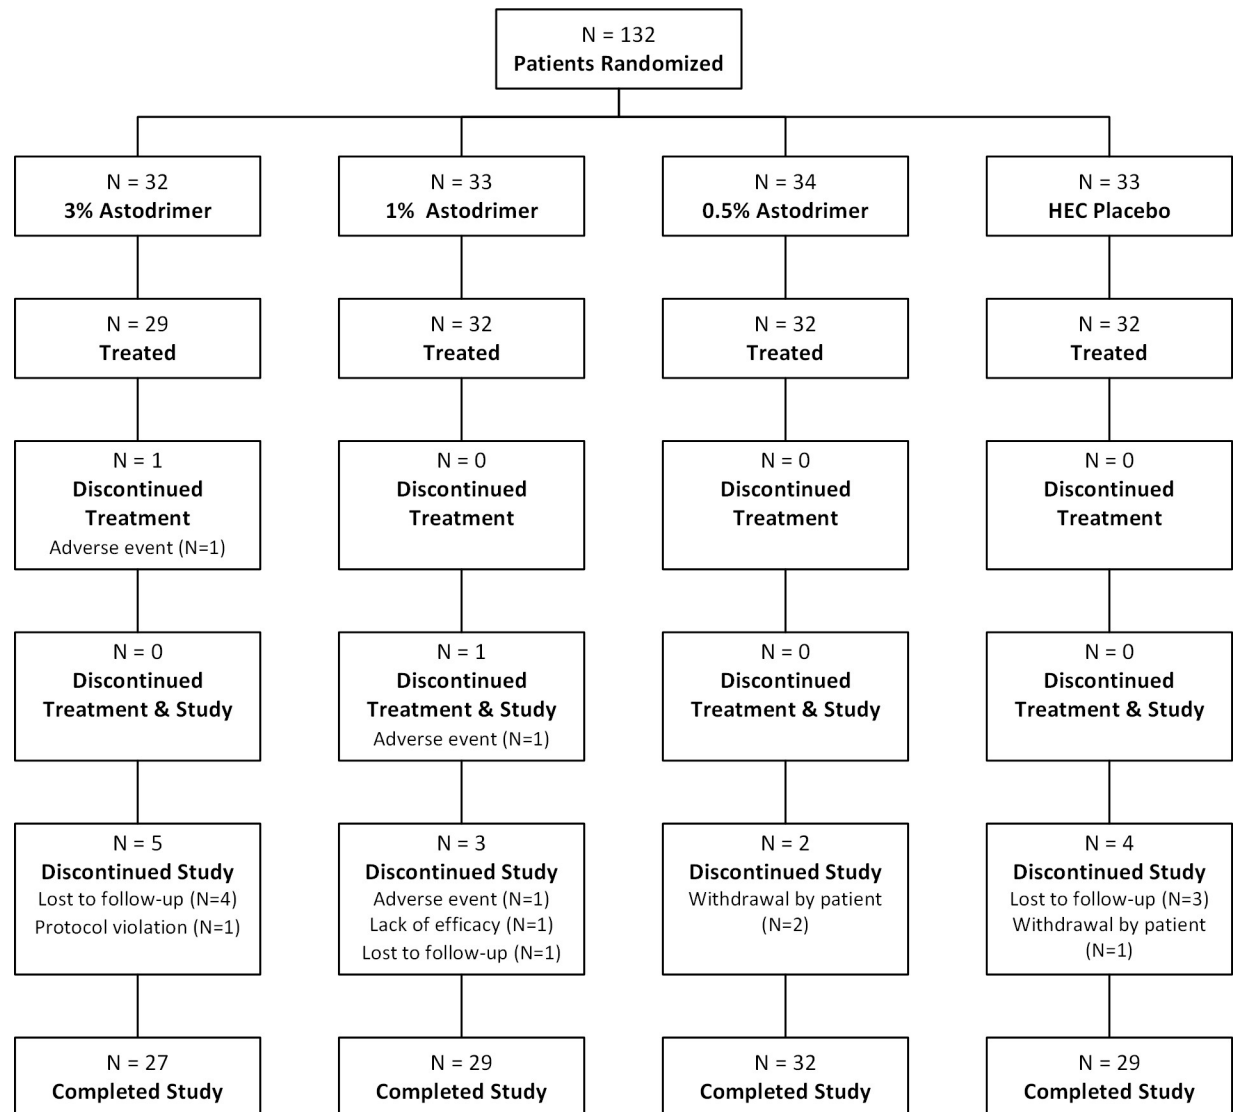 N = 132
Patients Randomized
N = 32
3% Astodrimer
N = 33
1% Astodrimer
N = 34
0.5% Astodrimer
N = 33
HEC Placebo
N = 29
Treated
N = 32
Treated
N = 32
Treated
N = 32
Treated
N = 1
Discontinued
Treatment
Adverse event (N=1)
N = 0
Discontinued
Treatment
N = 0
Discontinued
Treatment
N = 0
Discontinued
Treatment
N = 0
Discontinued
Treatment & Study
N = 1
Discontinued
Treatment & Study
Adverse event (N=1)
N = 0
Discontinued
Treatment & Study
N = 0
Discontinued
Treatment & Study
N = 5
Discontinued Study
Lost to follow-up (N=4)
Protocol violation (N=1)
N = 3
Discontinued Study
Adverse event (N=1)
Lack of efficacy (N=1)
Lost to follow-up (N=1)
N = 2
Discontinued Study
Withdrawal by patient
(N=2)
N = 4
Discontinued Study
Lost to follow-up (N=3)
Withdrawal by patient
(N=1)
N = 27
Completed Study
N = 29
Completed Study
N = 32
Completed Study
N = 29
Completed Study